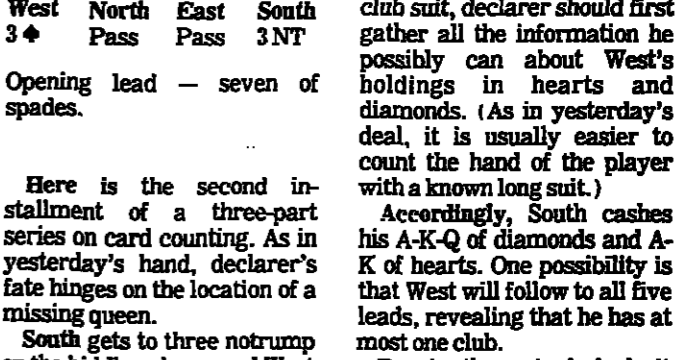 West North East South
3♠ Pass Pass 3 NT
Opening lead — seven of
spades.
Here is the second in-
stallment of a three-part
series on card counting. As in
yesterday's hand, declarer's
fate hinges on the location of a
missing queen.
South gets to three notrump
club suit, declarer should first
gather all the information he
possibly can about West's
holdings in hearts and
diamonds. (As in yesterday's
deal, it is usually easier to
count the hand of the player
with a known long suit.)
Accordingly, South cashes
his A-K-Q of diamonds and A-
K of hearts. One possibility is
that West will follow to all five
leads, revealing that he has at
most one club.